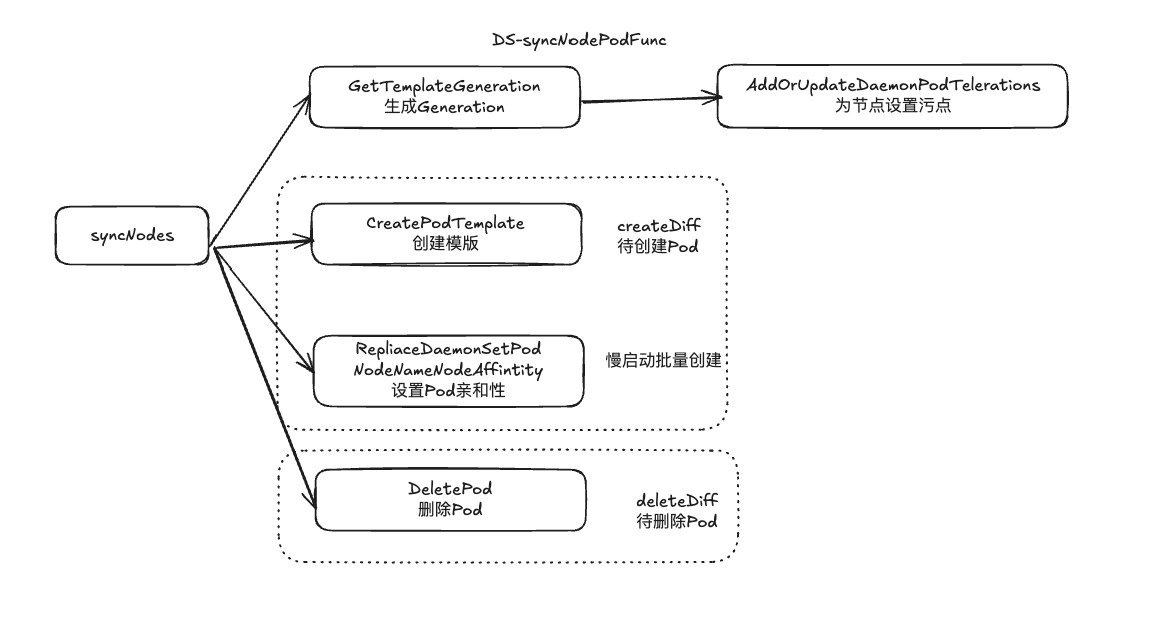 DS-syncNodePodFunc
GetTemplateGeneration
生成Generation
AddOrUpdateDaemonPodTelerations
为节点设置污点
syncNodes
CreatePodTemplate
创建模版
createDiff
待创建Pod
RepliaceDaemonSetPod
NodeNameNodeAffintity
设置Pod亲和性
慢启动批量创建
DeletePod
删除Pod
deleteDiff
待删除Pod